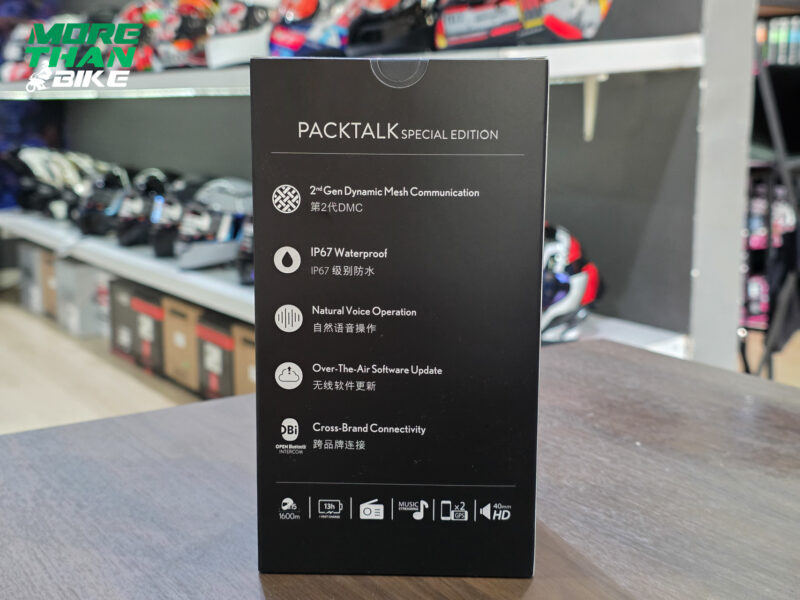 MORE
THAN
BIKE
PACKTALK SPECIAL EDITION
2nd Gen Dynamic Mesh Communication
第2代DMC
IP67 Waterproof
IP67 级别防水
Natural Voice Operation
自然语音操作
Over-The-Air Software Update
无线软件更新
OBi
OPEN Bluetooth
INTERCOM
Cross-Brand Connectivity
跨品牌连接
1600m
13h
MUSIC
STREAMING
x2
GPS
40mm
HD